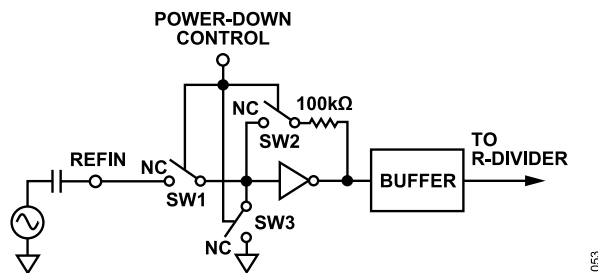 POWER-DOWN
CONTROL
NC
100kΩ
SW2
REFIN
NC
SW1
TO
R-DIVIDER
BUFFER
SW3
NC
053